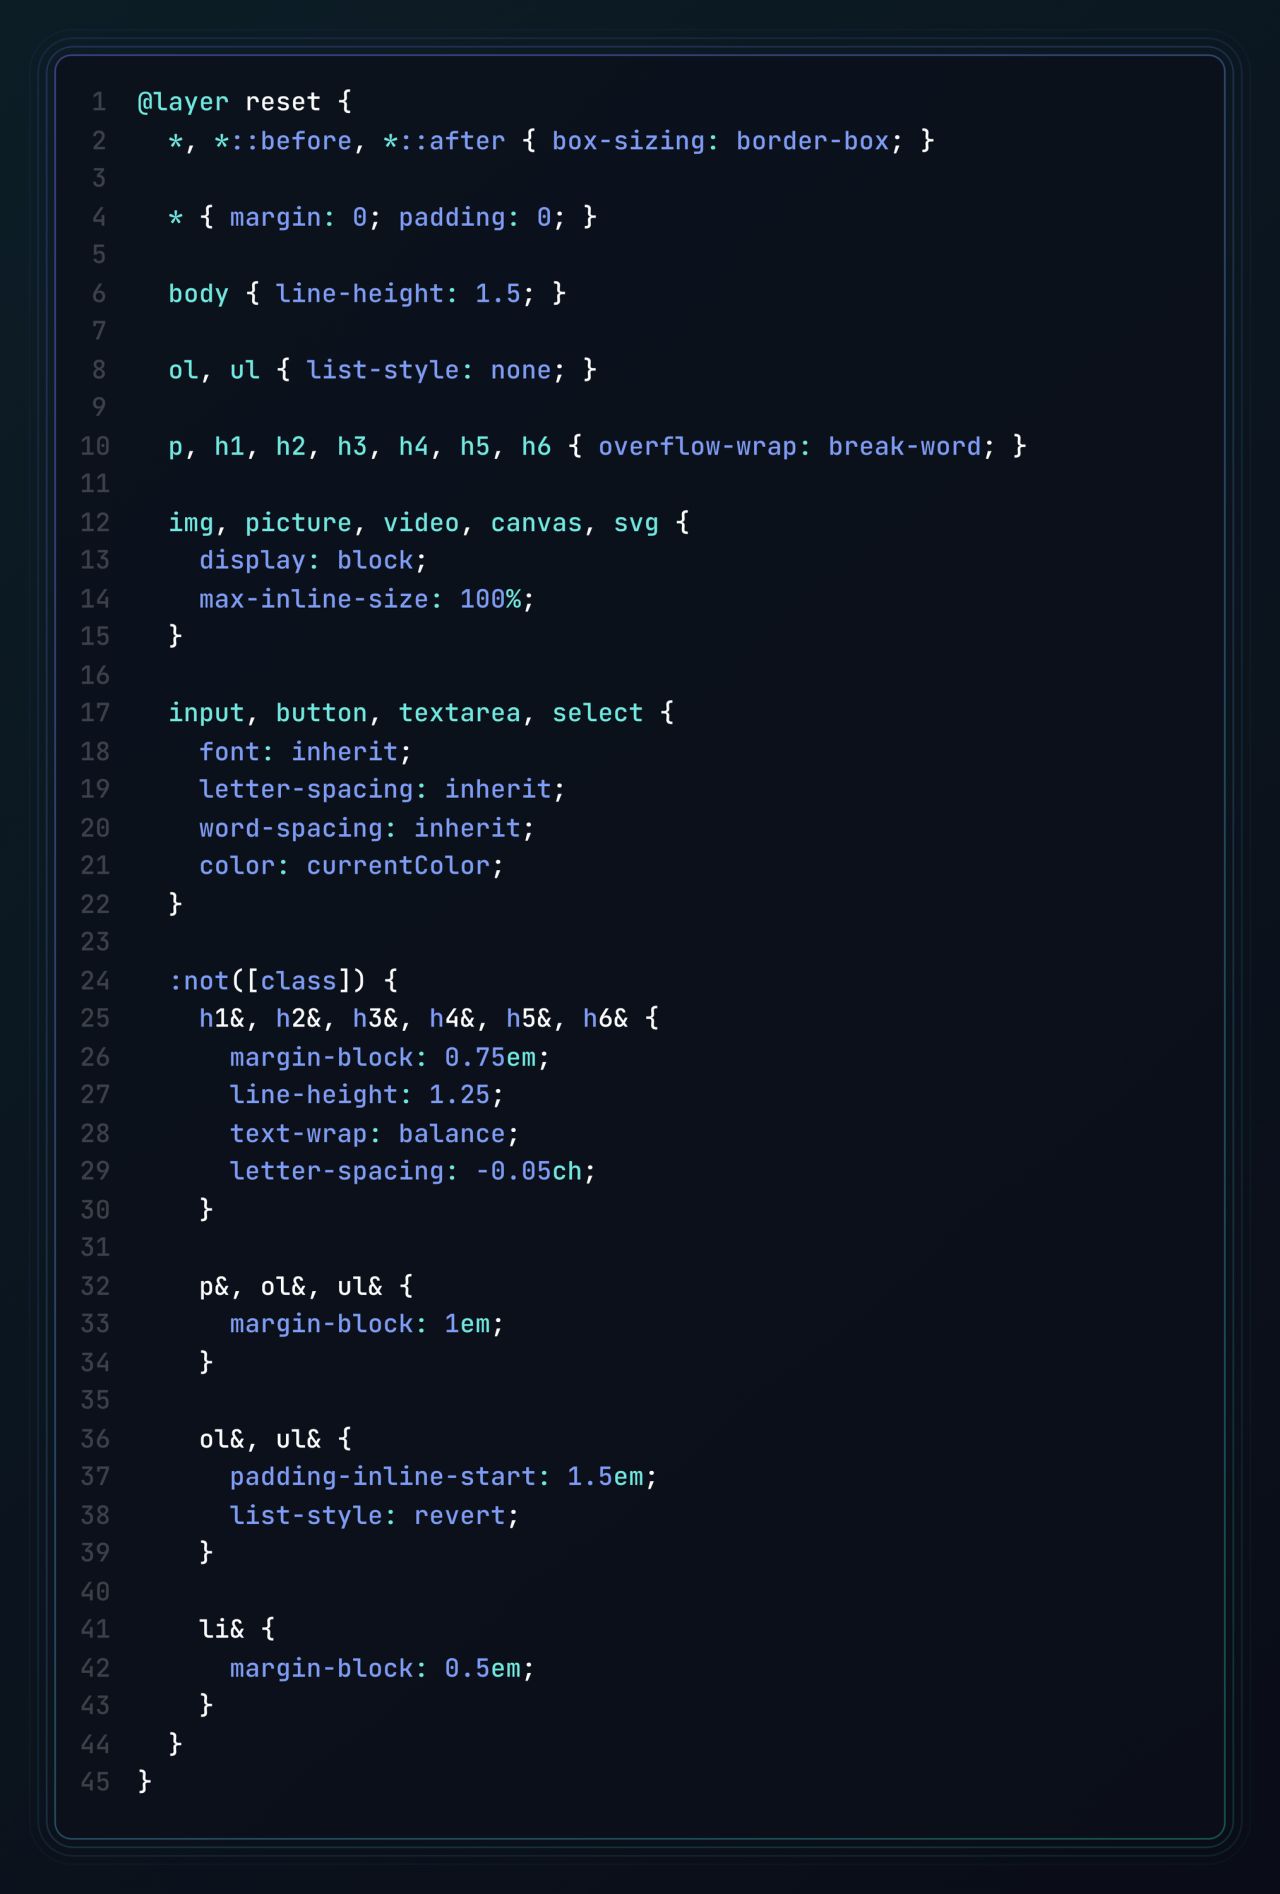 1 @layer reset {
2   *, *::before, *::after { box-sizing: border-box; }
3
4   * { margin: 0; padding: 0; }
5
6   body { line-height: 1.5; }
7
8   ol, ul { list-style: none; }
9
10   p, h1, h2, h3, h4, h5, h6 { overflow-wrap: break-word; }
11
12   img, picture, video, canvas, svg {
13     display: block;
14     max-inline-size: 100%;
15   }
16
17   input, button, textarea, select {
18     font: inherit;
19     letter-spacing: inherit;
20     word-spacing: inherit;
21     color: currentColor;
22   }
23
24   :not([class]) {
25     h1&, h2&, h3&, h4&, h5&, h6& {
26       margin-block: 0.75em;
27       line-height: 1.25;
28       text-wrap: balance;
29       letter-spacing: -0.05ch;
30     }
31
32     p&, ol&, ul& {
33       margin-block: 1em;
34     }
35
36     ol&, ul& {
37       padding-inline-start: 1.5em;
38       list-style: revert;
39     }
40
41     li& {
42       margin-block: 0.5em;
43     }
44   }
45 }